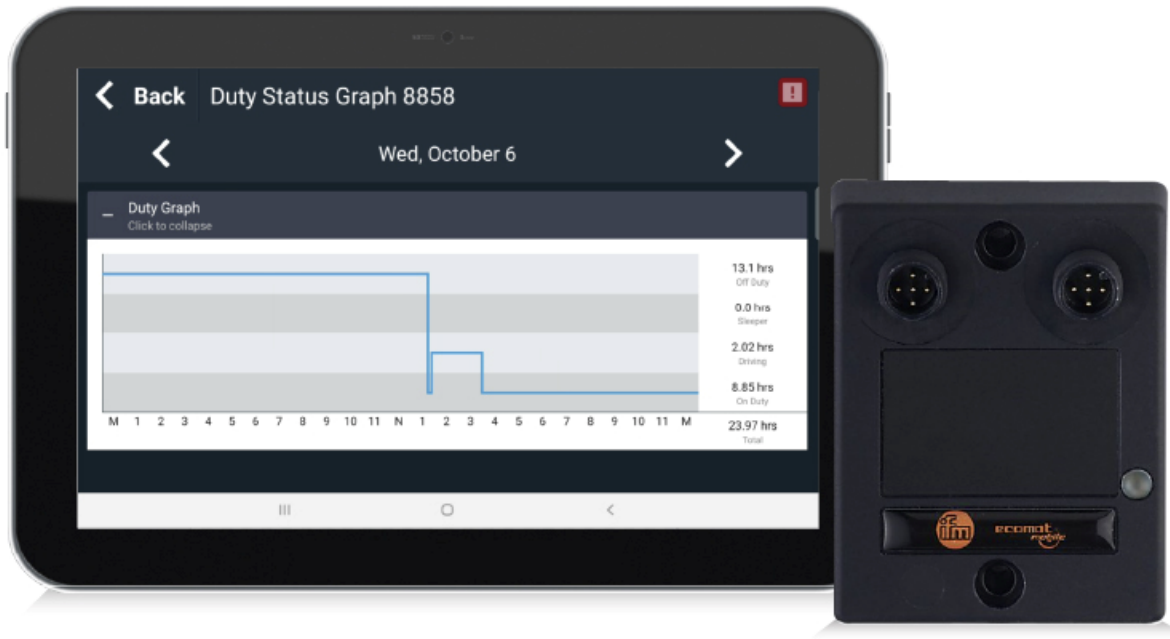 Back Duty Status Graph 8858
Wed, October 6
Duty Graph
Click to collapse
13.1 hrs
Off Duty
0.0 hrs
Sleeper
2.02 hrs
Driving
8.85 hrs
On Duty
M 1 2 3 4 5 6 7 8 9 10 11 N 1 2 3 4 5 6 7 8 9 10 11 M
23.97 hrs
Total
ifm ecomat
mobile